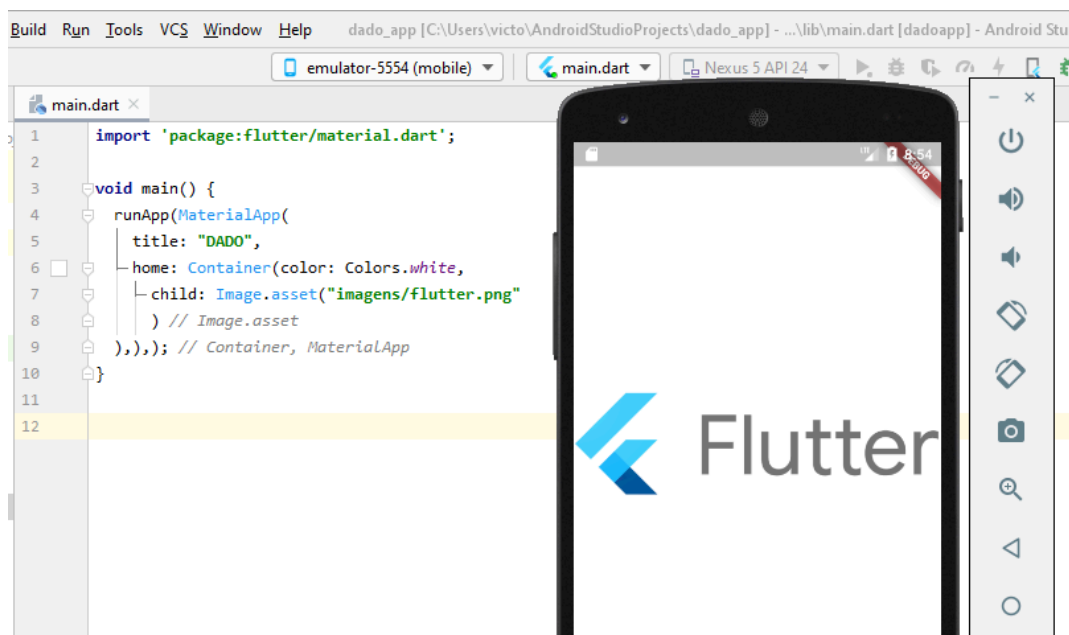 Build Run Tools VCS Window Help dado_app [C:\Users\victo\AndroidStudioProjects\dado_app] - ...\lib\main.dart [dadoapp] - Android Stu
emulator-5554 (mobile) main.dart Nexus 5 API 24
main.dart
1 import 'package:flutter/material.dart';
2
3 void main() {
4 runApp(MaterialApp(
5 title: "DADO",
6 home: Container(color: Colors.white,
7 child: Image.asset("imagens/flutter.png"
8 ) // Image.asset
9 ),),); // Container, MaterialApp
10 }
11
12
LTE 8:54
DEBUG
Flutter